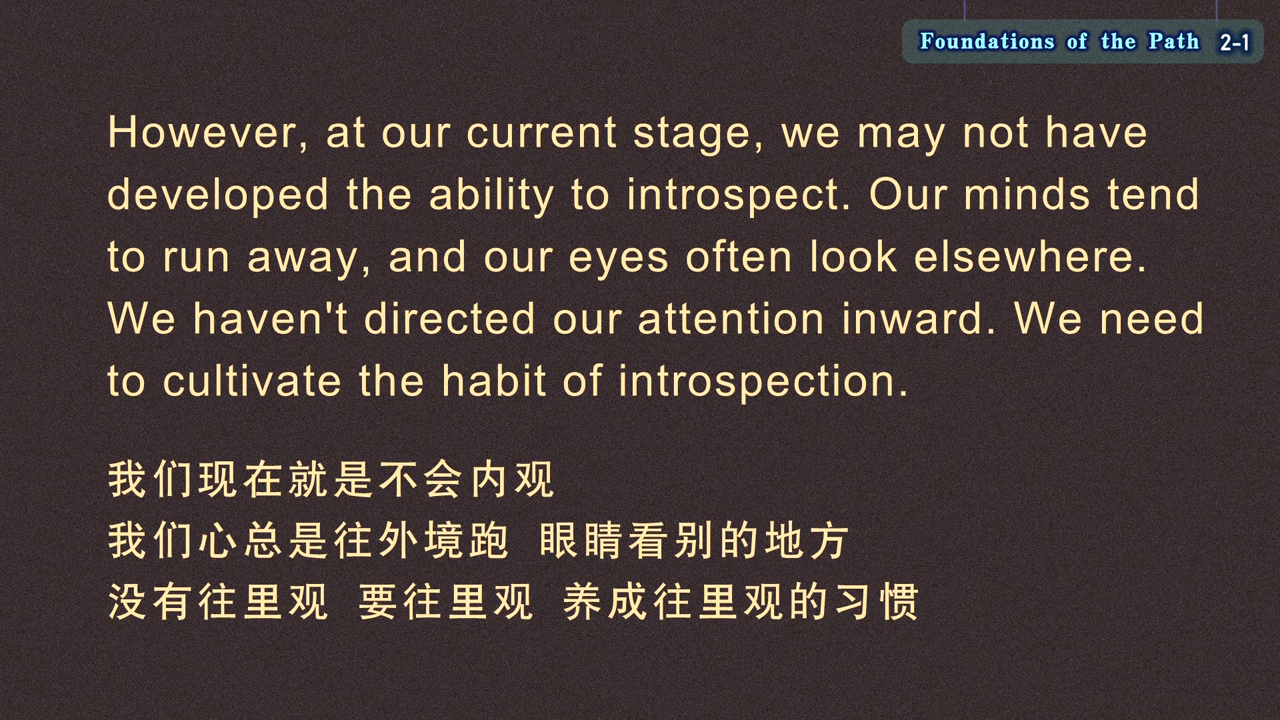 Foundations of the Path 2-1
However, at our current stage, we may not have
developed the ability to introspect. Our minds tend
to run away, and our eyes often look elsewhere.
We haven't directed our attention inward. We need
to cultivate the habit of introspection.
我们现在就是不会内观
我们心总是往外境跑 眼睛看别的地方
没有往里观 要往里观 养成往里观的习惯